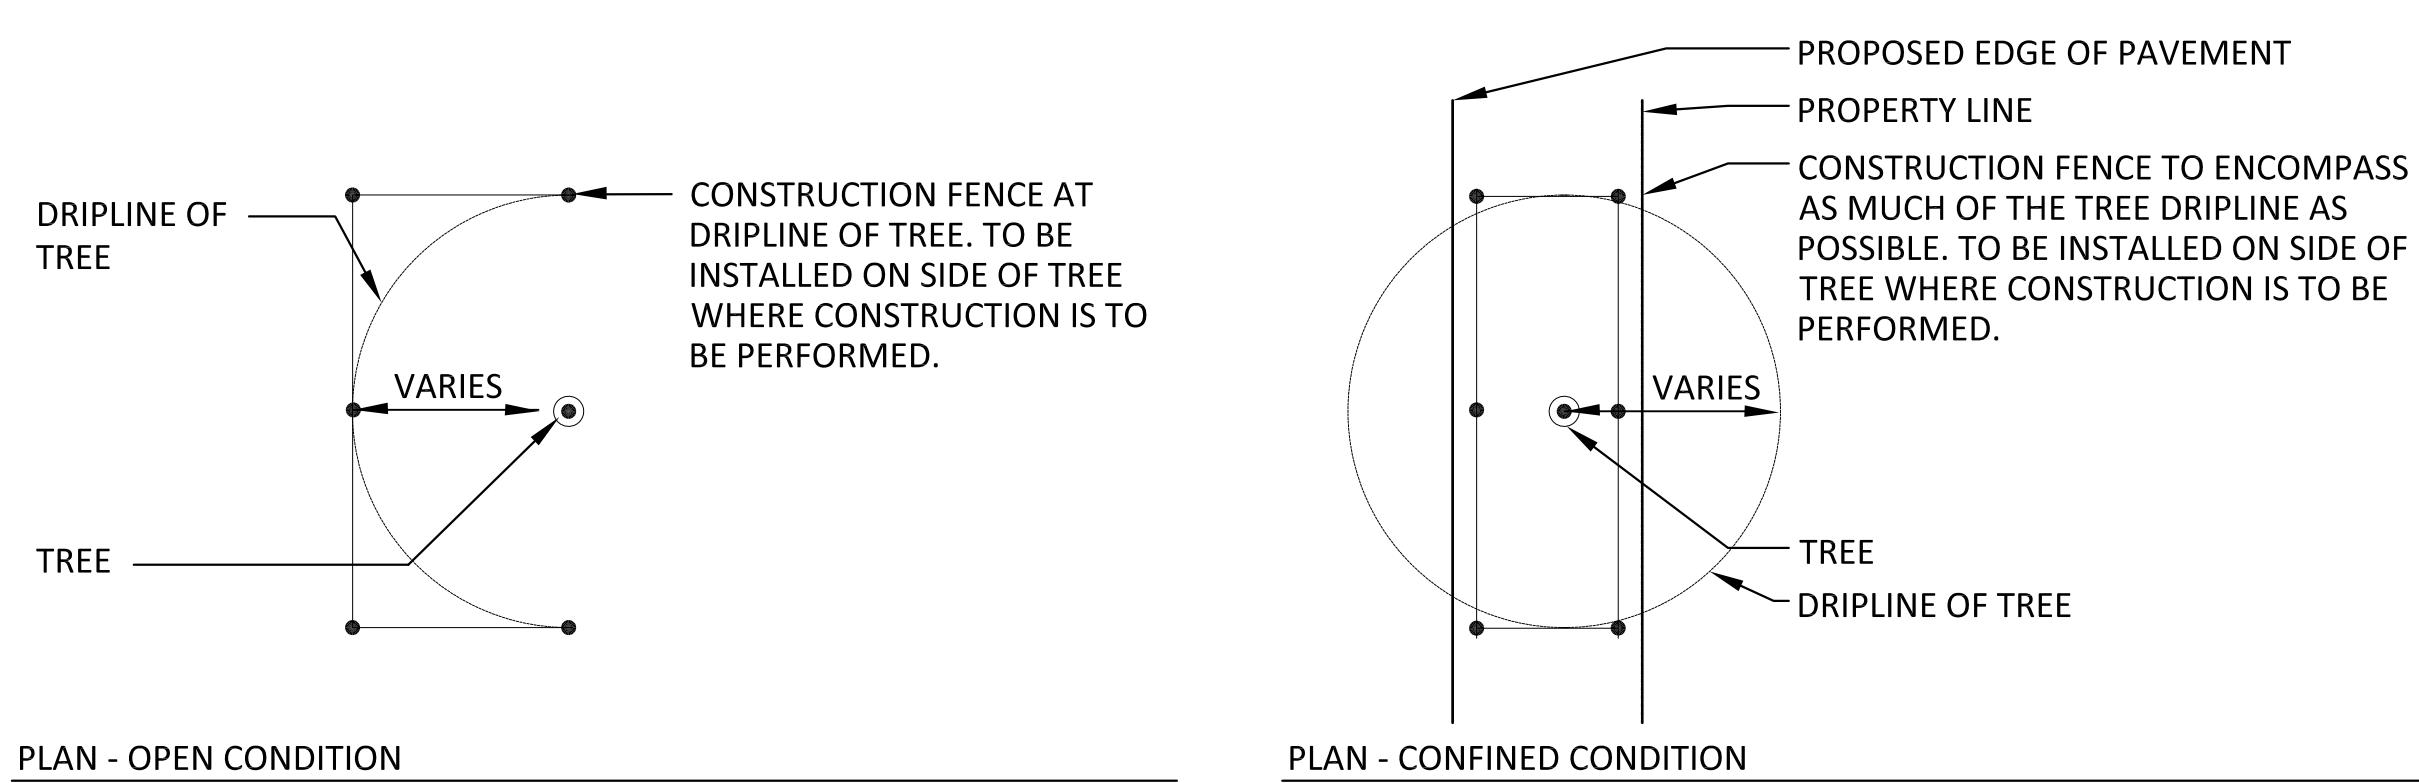 DRIPLINE OF
TREE
CONSTRUCTION FENCE AT
DRIPLINE OF TREE. TO BE
INSTALLED ON SIDE OF TREE
WHERE CONSTRUCTION IS TO
BE PERFORMED.
VARIES
TREE
PLAN - OPEN CONDITION
PROPOSED EDGE OF PAVEMENT
PROPERTY LINE
CONSTRUCTION FENCE TO ENCOMPASS
AS MUCH OF THE TREE DRIPLINE AS
POSSIBLE. TO BE INSTALLED ON SIDE OF
TREE WHERE CONSTRUCTION IS TO BE
PERFORMED.
VARIES
TREE
DRIPLINE OF TREE
PLAN - CONFINED CONDITION